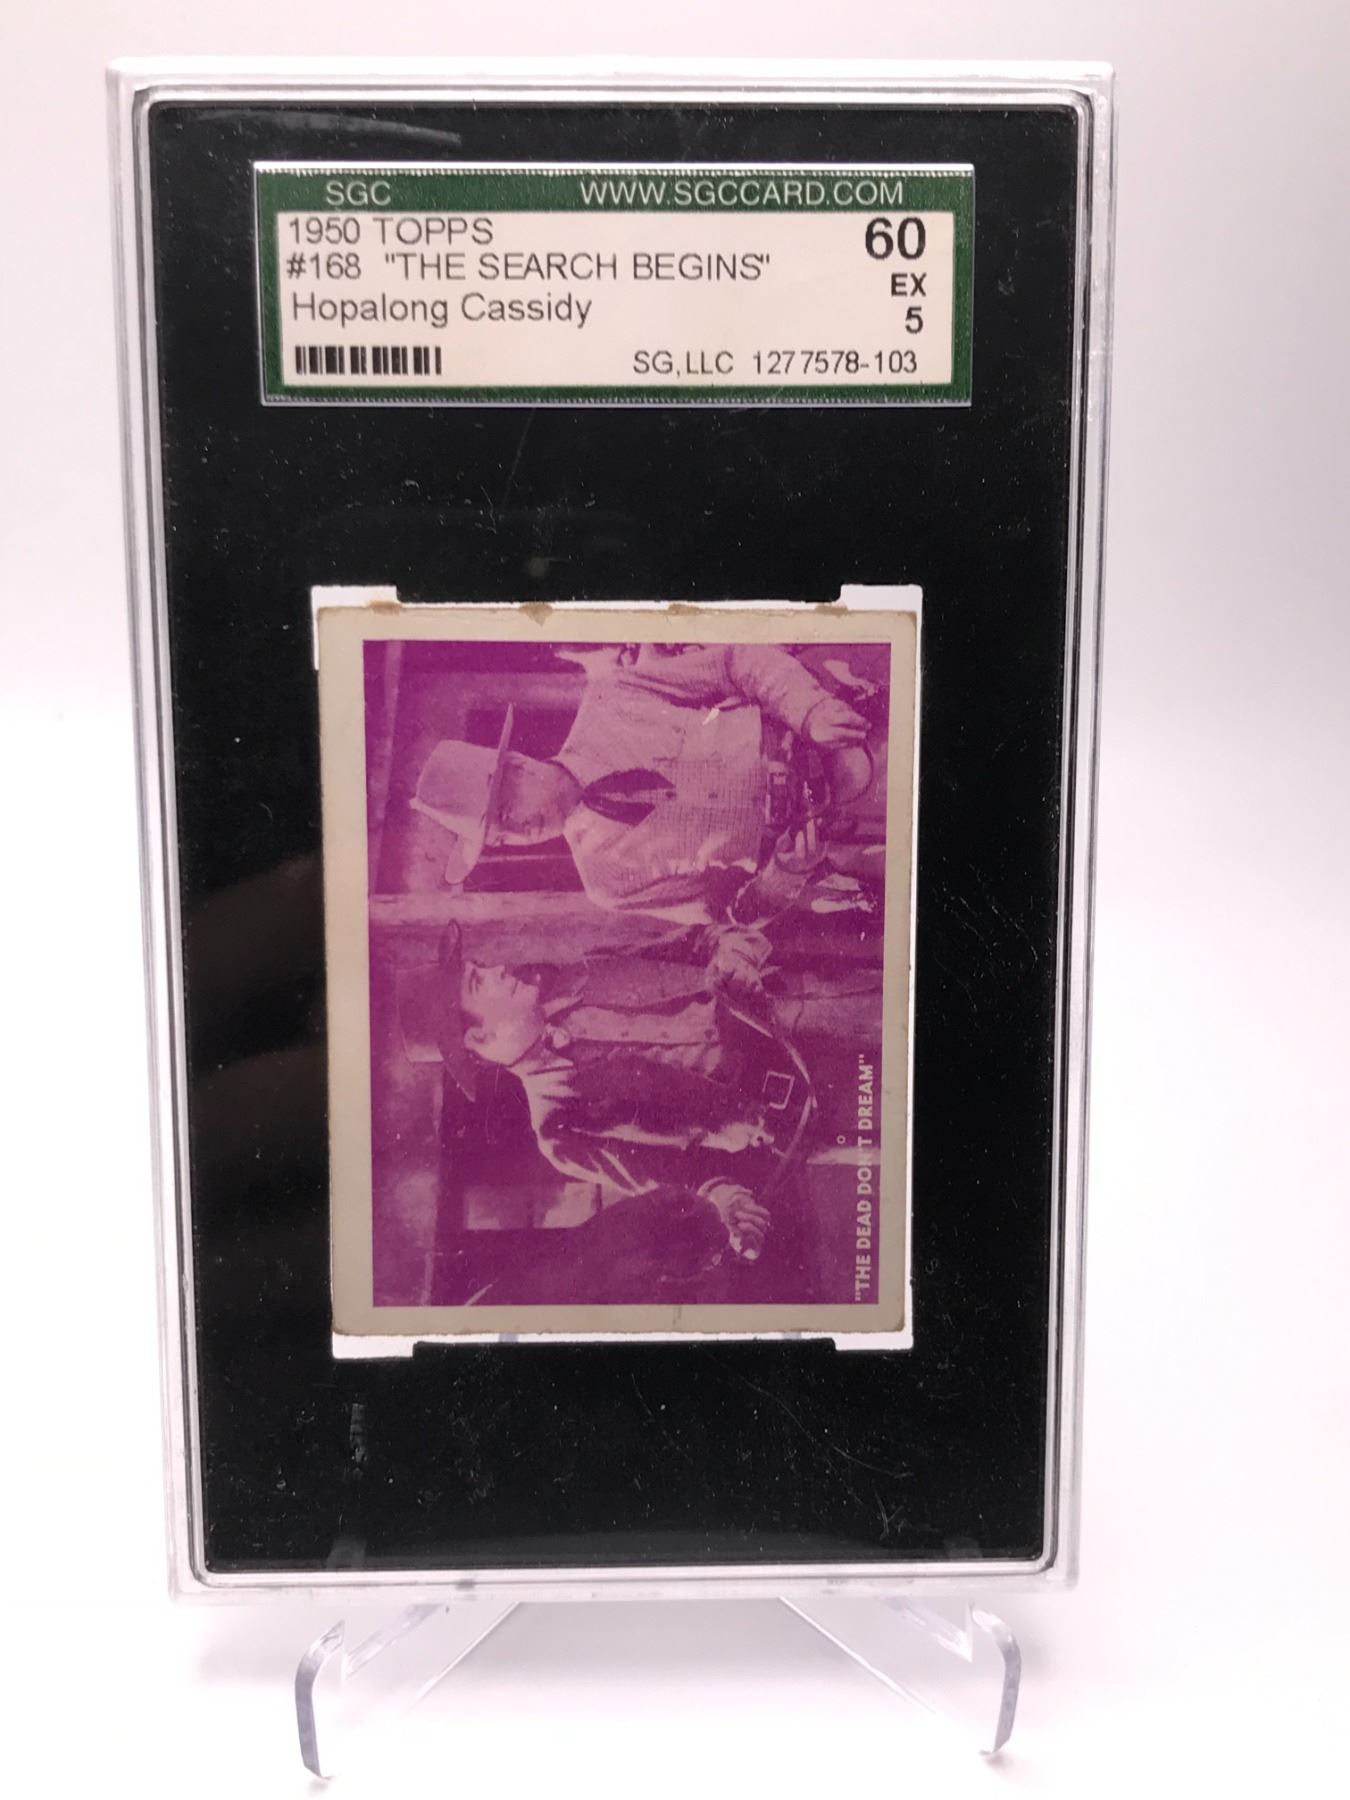 SGC WWW.SGCCARD.COM
1950 TOPPS 60
#168 "THE SEARCH BEGINS" EX
Hopalong Cassidy 5
SG,LLC 1277578-103
"THE DEAD DON'T DREAM"